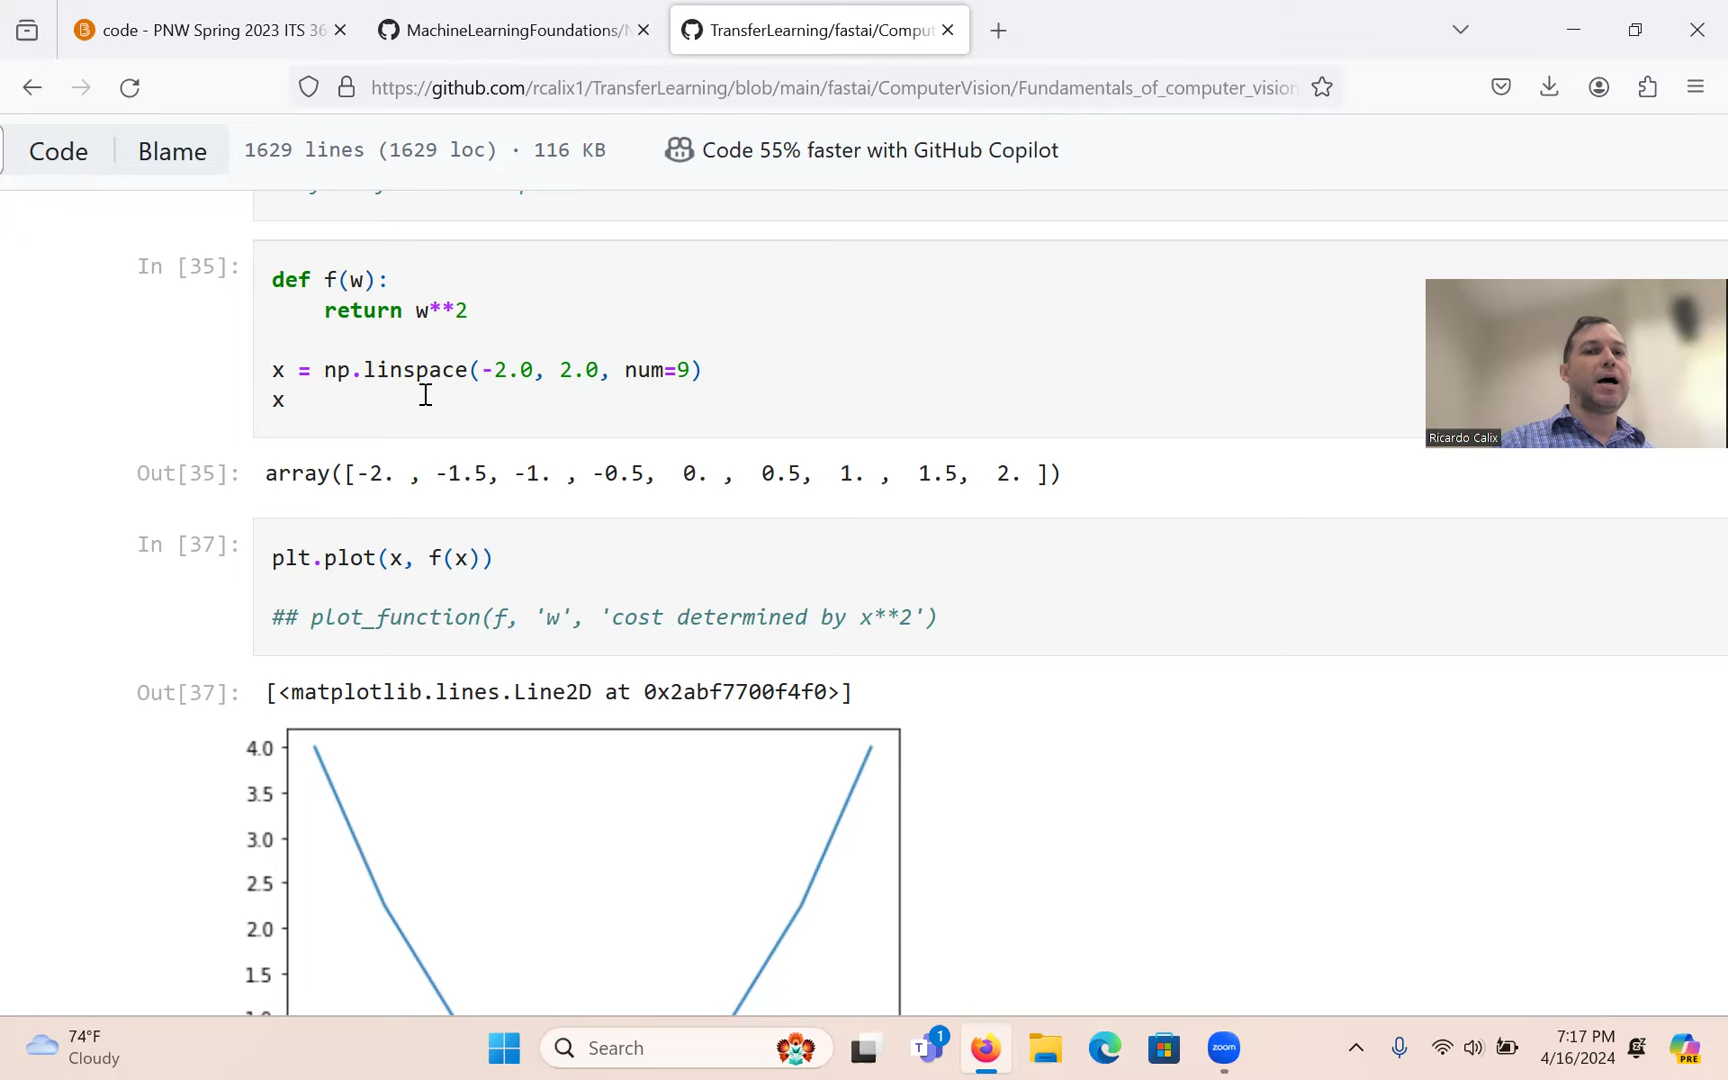 code - PNW Spring 2023 ITS 36
MachineLearningFoundations/
TransferLearning/fastai/Comput
https://github.com/rcalix1/TransferLearning/blob/main/fastai/ComputerVision/Fundamentals_of_computer_vision
Code
Blame
1629 lines (1629 loc) · 116 KB
Code 55% faster with GitHub Copilot
In [35]:
def f(w):
return w**2
x = np.linspace(-2.0, 2.0, num=9)
x
Ricardo Calix
Out[35]:
array([-2. , -1.5, -1. , -0.5, 0. , 0.5, 1. , 1.5, 2. ])
In [37]:
plt.plot(x, f(x))
## plot_function(f, 'w', 'cost determined by x**2')
Out[37]:
[<matplotlib.lines.Line2D at 0x2abf7700f4f0>]
4.0
3.5
3.0
2.5
2.0
1.5
74°F
Cloudy
Search
T
1
zoom
PRE
7:17 PM
4/16/2024